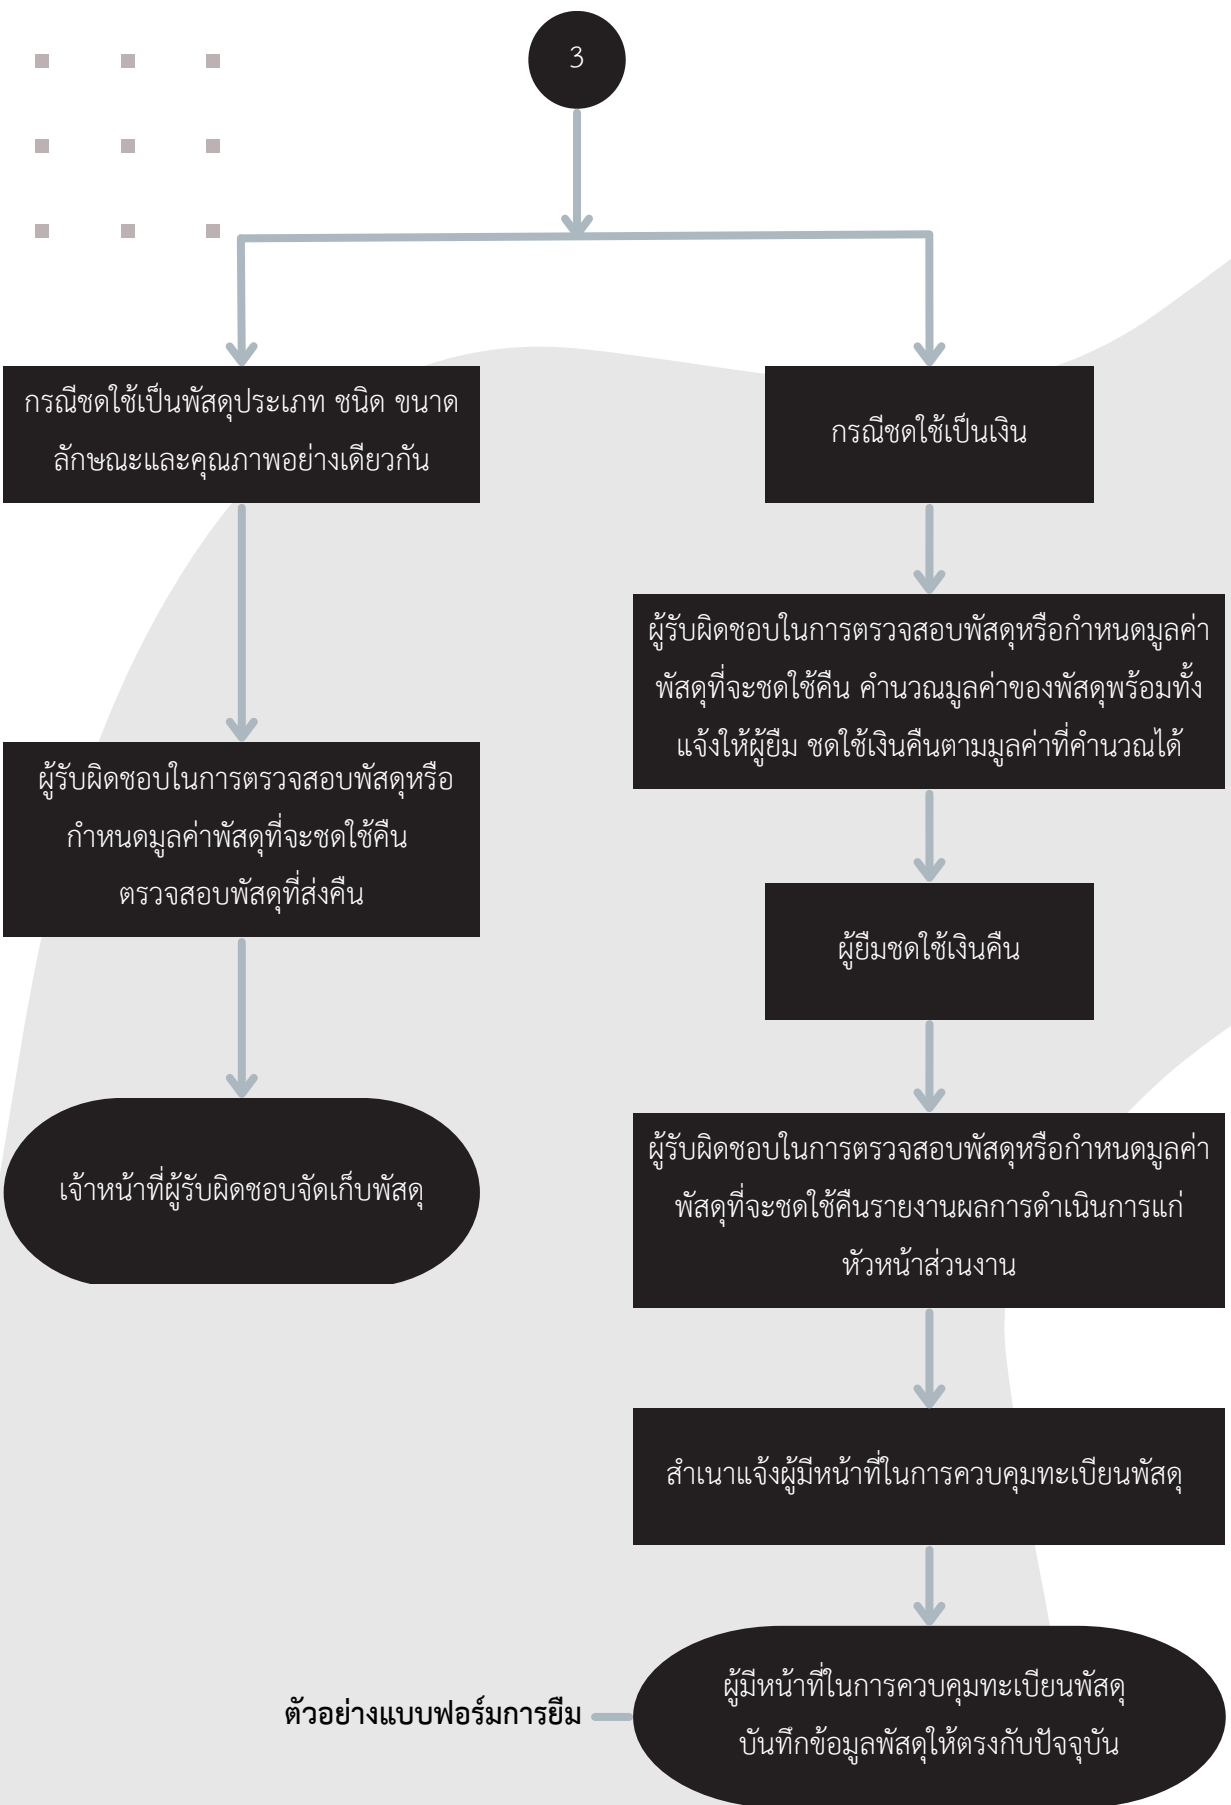 3
กรณีชดใช้เป็นพัสดุประเภท ชนิด ขนาด
ลักษณะและคุณภาพอย่างเดียวกัน
ผู้รับผิดชอบในการตรวจสอบพัสดุหรือ
กำหนดมูลค่าพัสดุที่จะชดใช้คืน
ตรวจสอบพัสดุที่ส่งคืน
เจ้าหน้าที่ผู้รับผิดชอบจัดเก็บพัสดุ
กรณีชดใช้เป็นเงิน
ผู้รับผิดชอบในการตรวจสอบพัสดุหรือกำหนดมูลค่า
พัสดุที่จะชดใช้คืน คำนวณมูลค่าของพัสดุพร้อมทั้ง
แจ้งให้ผู้ยืม ชดใช้เงินคืนตามมูลค่าที่คำนวณได้
ผู้ยืมชดใช้เงินคืน
ผู้รับผิดชอบในการตรวจสอบพัสดุหรือกำหนดมูลค่า
พัสดุที่จะชดใช้คืนรายงานผลการดำเนินการแก่
หัวหน้าส่วนงาน
สำเนาแจ้งผู้มีหน้าที่ในการควบคุมทะเบียนพัสดุ
ผู้มีหน้าที่ในการควบคุมทะเบียนพัสดุ
บันทึกข้อมูลพัสดุให้ตรงกับปัจจุบัน
ตัวอย่างแบบฟอร์มการยืม